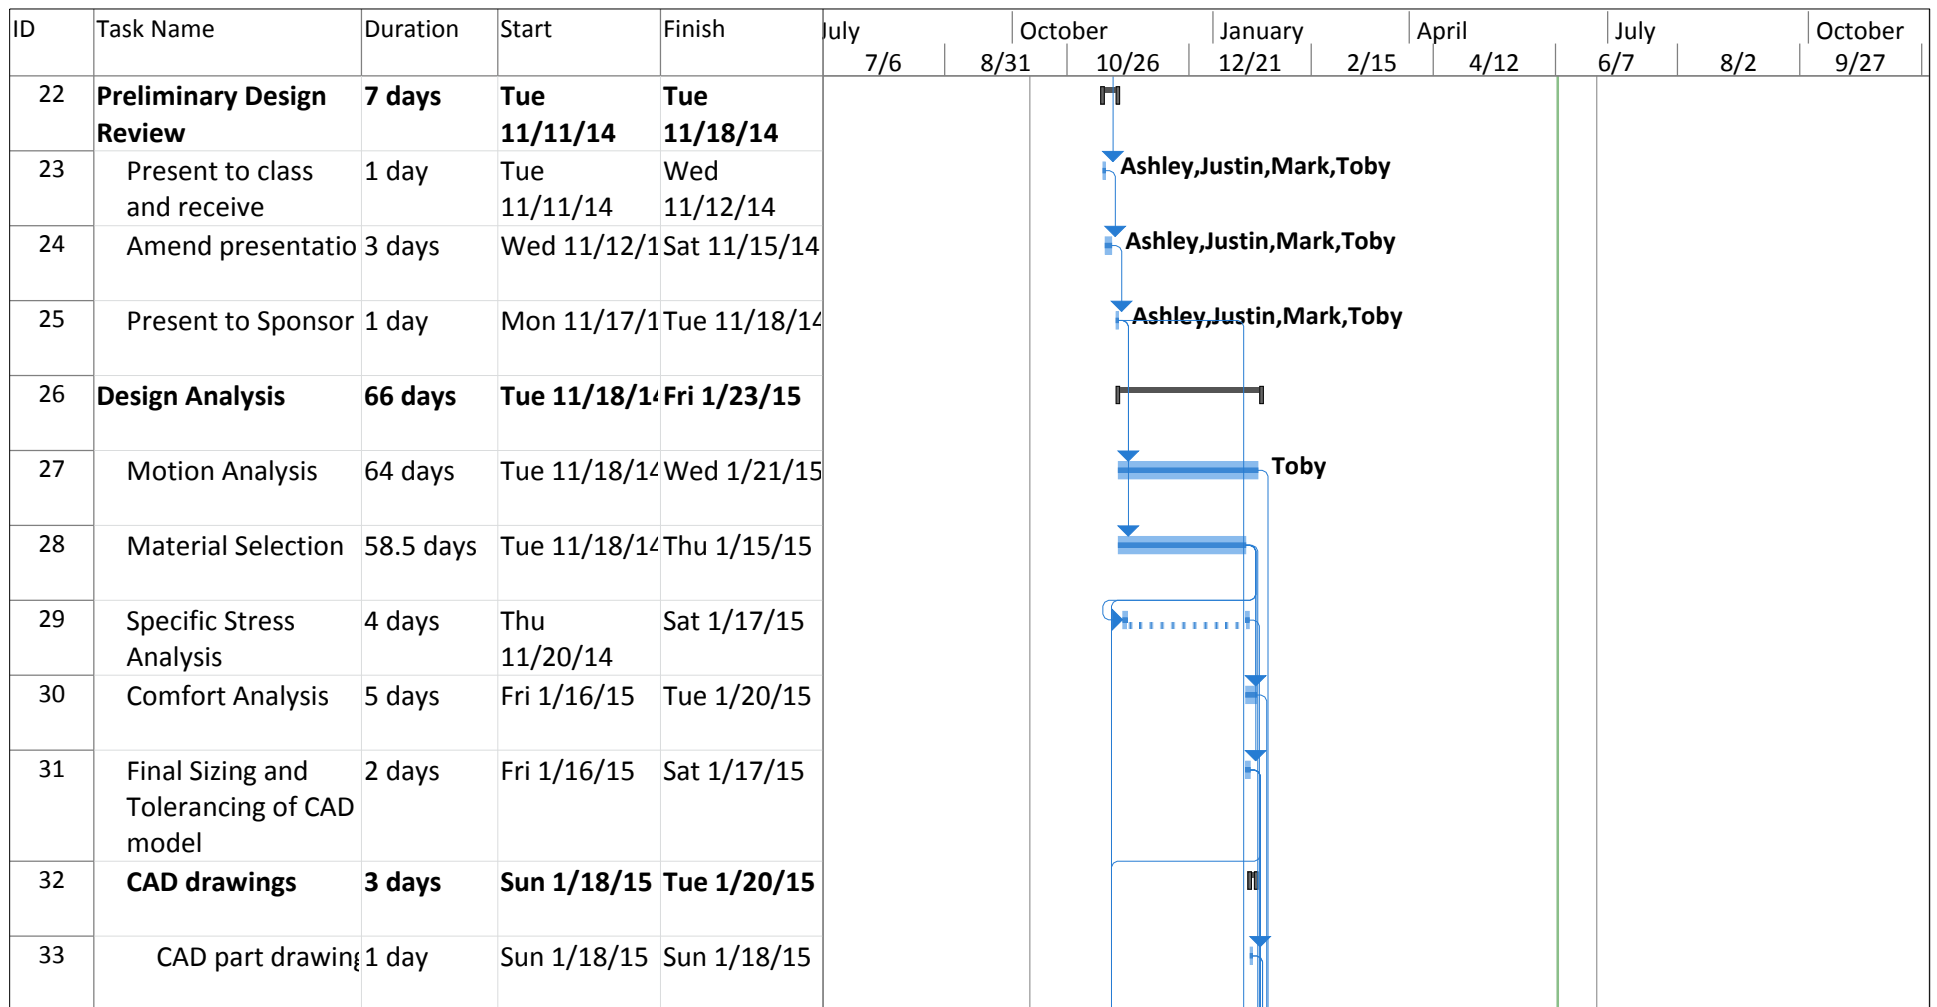 ID Task Name Duration Start Finish July October January April July October
7/6 8/31 10/26 12/21 2/15 4/12 6/7 8/2 9/27
22 Preliminary Design 7 days Tue Tue
Review 11/11/14 11/18/14
23 Present to class 1 day Tue Wed Ashley,Justin,Mark,Toby
and receive 11/11/14 11/12/14
24 Amend presentatio 3 days Wed 11/12/1 Sat 11/15/14 Ashley,Justin,Mark,Toby
25 Present to Sponsor 1 day Mon 11/17/1 Tue 11/18/14 Ashley,Justin,Mark,Toby
26 Design Analysis 66 days Tue 11/18/14 Fri 1/23/15
27 Motion Analysis 64 days Tue 11/18/14 Wed 1/21/15 Toby
28 Material Selection 58.5 days Tue 11/18/14 Thu 1/15/15
29 Specific Stress 4 days Thu Sat 1/17/15
Analysis 11/20/14
30 Comfort Analysis 5 days Fri 1/16/15 Tue 1/20/15
31 Final Sizing and 2 days Fri 1/16/15 Sat 1/17/15
Tolerancing of CAD
model
32 CAD drawings 3 days Sun 1/18/15 Tue 1/20/15
33 CAD part drawing 1 day Sun 1/18/15 Sun 1/18/15